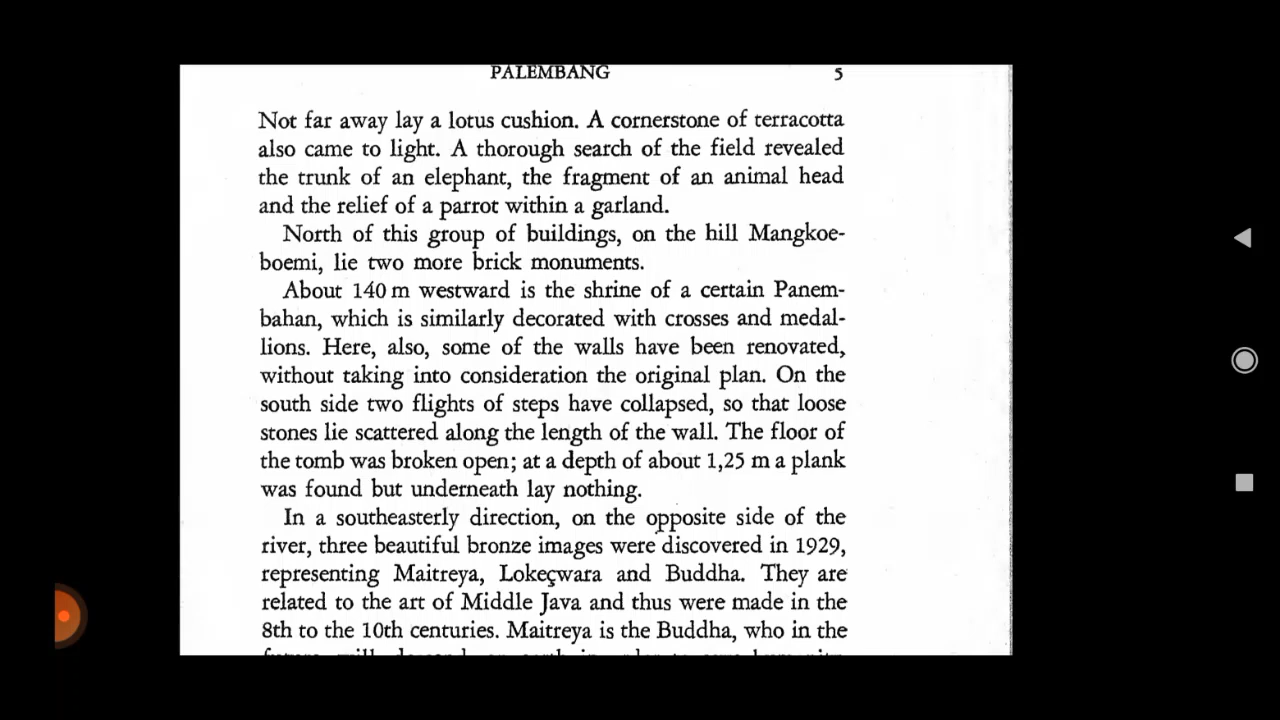 PALEMBANG 5
Not far away lay a lotus cushion. A cornerstone of terracotta
also came to light. A thorough search of the field revealed
the trunk of an elephant, the fragment of an animal head
and the relief of a parrot within a garland.
North of this group of buildings, on the hill Mangkoe-
boemi, lie two more brick monuments.
About 140 m westward is the shrine of a certain Panem-
bahan, which is similarly decorated with crosses and medal-
lions. Here, also, some of the walls have been renovated,
without taking into consideration the original plan. On the
south side two flights of steps have collapsed, so that loose
stones lie scattered along the length of the wall. The floor of
the tomb was broken open; at a depth of about 1,25 m a plank
was found but underneath lay nothing.
In a southeasterly direction, on the opposite side of the
river, three beautiful bronze images were discovered in 1929,
representing Maitreya, Lokeçwara and Buddha. They are
related to the art of Middle Java and thus were made in the
8th to the 10th centuries. Maitreya is the Buddha, who in the